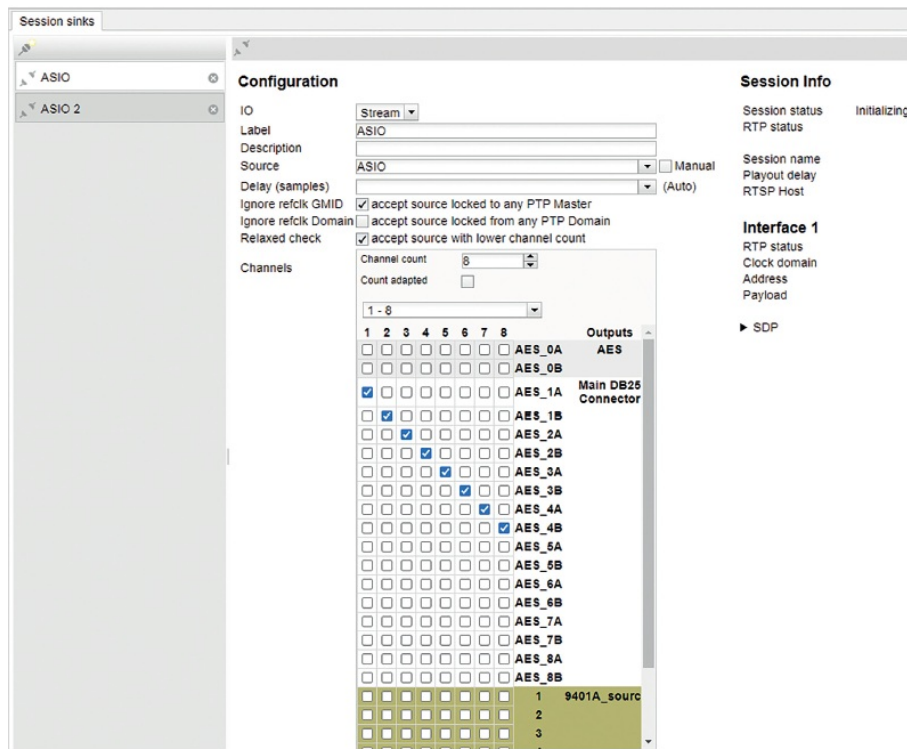 Session sinks
ASIO
ASIO 2
Configuration
IO Stream
Label ASIO
Description
Source ASIO Manual
Delay (samples) (Auto)
Ignore refclk GMID accept source locked to any PTP Master
Ignore refclk Domain accept source locked from any PTP Domain
Relaxed check accept source with lower channel count
Channels
Channel count 8
Count adapted
1 - 8
1 2 3 4 5 6 7 8 Outputs
AES_0A AES
AES_0B
AES_1A Main DB25
Connector
AES_1B
AES_2A
AES_2B
AES_3A
AES_3B
AES_4A
AES_4B
AES_5A
AES_5B
AES_6A
AES_6B
AES_7A
AES_7B
AES_8A
AES_8B
1 9401A_sourc
2
3
Session Info
Session status Initializing
RTP status
Session name
Playout delay
RTSP Host
Interface 1
RTP status
Clock domain
Address
Payload
SDP